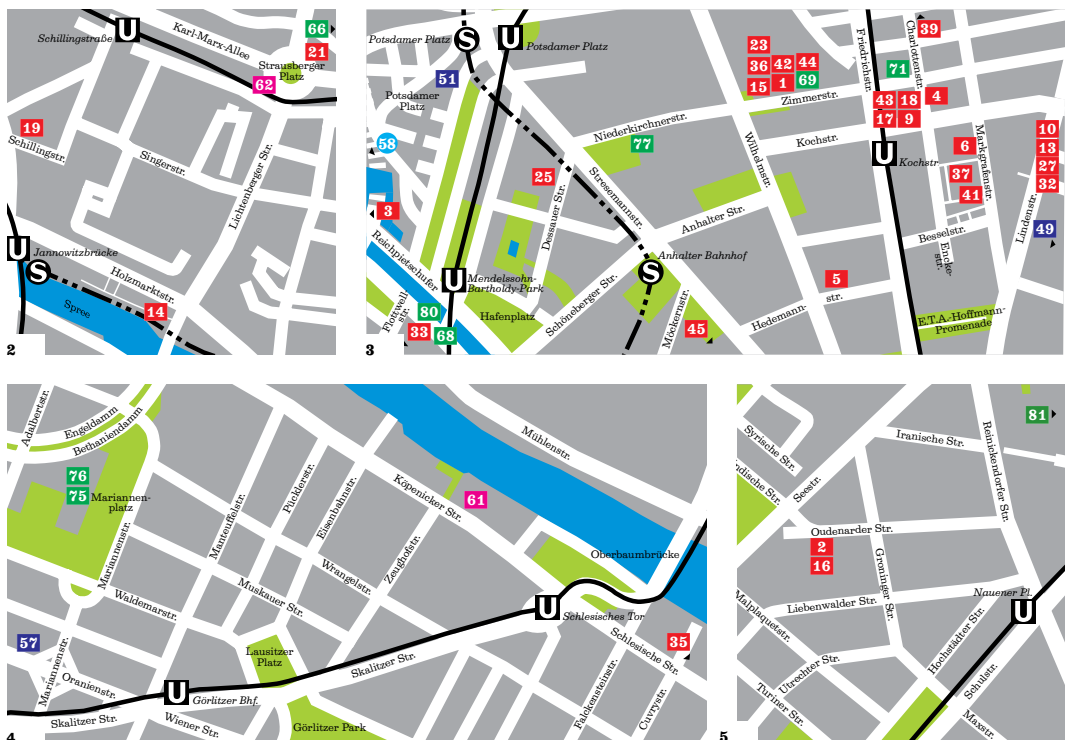 Schillingstraße
U
Karl-Marx-Allee
66
21
Strausberger
Platz
62
19
Schillingstr.
Singerstr.
Lichtenberger Str.
U
Jannowitzbrücke
S
Holzmarktstr.
14
Spree
2
Potsdamer Platz
S
U
Potsdamer Platz
51
Potsdamer
Platz
58
3
Reichpietschufer
Flottwell-
str.
80
33
68
U
Mendelssohn-
Bartholdy-Park
Hafenplatz
25
Dessauer Str.
Niederkirchnerstr.
77
Stresemannstr.
Schöneberger Str.
Anhalter Str.
Anhalter Bahnhof
S
Möckernstr.
45
23
36
42
44
15
1
69
Zimmerstr.
Wilhelmstr.
Kochstr.
Friedrichstr.
Charlottenstr.
39
71
43
18
4
17
9
U
Kochstr.
6
37
41
Markgrafenstr.
10
13
27
32
Lindenstr.
49
Besselstr.
Encke-
str.
5
Hedemann-
str.
E.T.A.-Hoffmann-
Promenade
3
Adalbertstr.
Engeldamm
Bethaniendamm
76
75
Mariannen-
platz
Mariannenstr.
Manteuffelstr.
Pücklerstr.
Eisenbahnstr.
Zeughofstr.
Köpenicker Str.
61
Mühlenstr.
Oberbaumbrücke
Wrangelstr.
Muskauer Str.
Waldemarstr.
57
Mariannenstr.
Oranienstr.
Lausitzer
Platz
U
Görlitzer Bhf.
Skalitzer Str.
Skalitzer Str.
Wiener Str.
Görlitzer Park
U
Schlesisches Tor
Schlesische Str.
35
Falckensteinstr.
Cuvrystr.
4
81
Syrische Str.
ndische Str.
Seestr.
Iranische Str.
Reinickendorfer Str.
Oudenarder Str.
2
16
Groninger Str.
Liebenwalder Str.
Nauener Pl.
U
Malplaquetstr.
Utrechter Str.
Turiner Str.
Hochstädter Str.
Schulstr.
Maxstr.
5